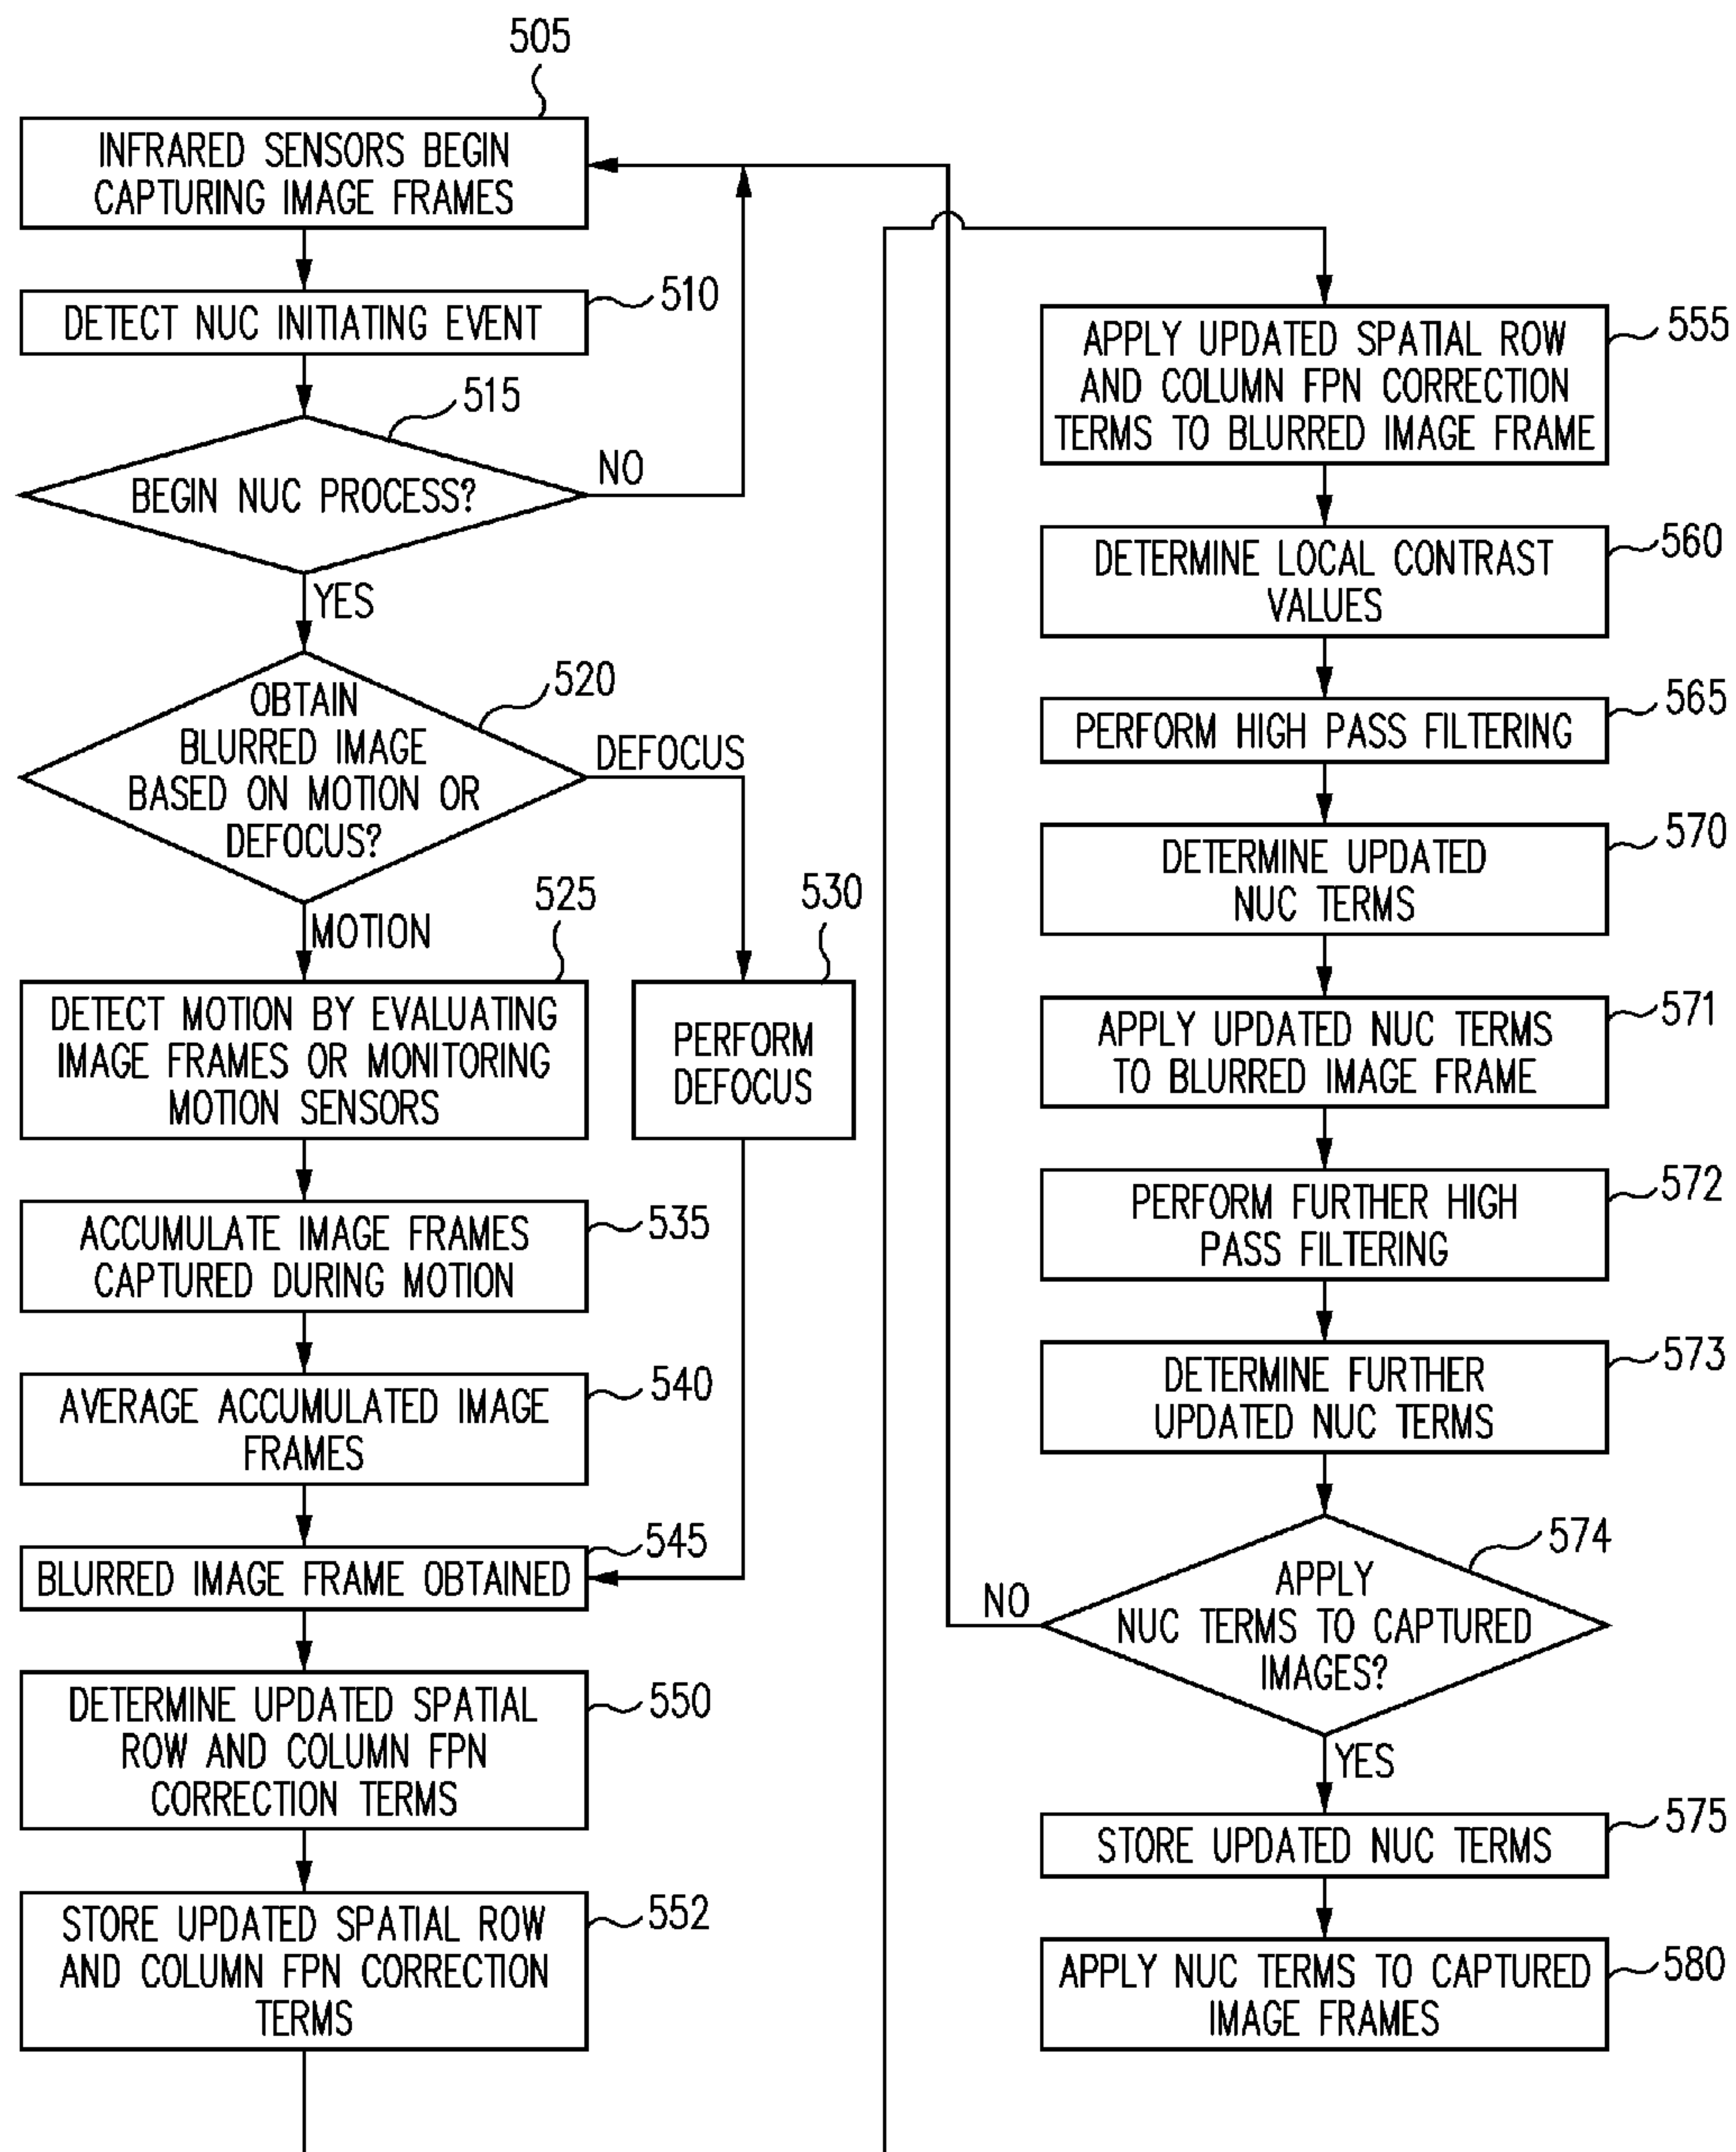 505
INFRARED SENSORS BEGIN
CAPTURING IMAGE FRAMES
DETECT NUC INITIATING EVENT
510
515
BEGIN NUC PROCESS?
NO
YES
520
OBTAIN
BLURRED IMAGE
BASED ON MOTION OR
DEFOCUS?
DEFOCUS
MOTION
525
DETECT MOTION BY EVALUATING
IMAGE FRAMES OR MONITORING
MOTION SENSORS
530
PERFORM
DEFOCUS
ACCUMULATE IMAGE FRAMES
CAPTURED DURING MOTION
535
AVERAGE ACCUMULATED IMAGE
FRAMES
540
BLURRED IMAGE FRAME OBTAINED
545
DETERMINE UPDATED SPATIAL
ROW AND COLUMN FPN
CORRECTION TERMS
550
STORE UPDATED SPATIAL ROW
AND COLUMN FPN CORRECTION
TERMS
552
APPLY UPDATED SPATIAL ROW
AND COLUMN FPN CORRECTION
TERMS TO BLURRED IMAGE FRAME
555
DETERMINE LOCAL CONTRAST
VALUES
560
PERFORM HIGH PASS FILTERING
565
DETERMINE UPDATED
NUC TERMS
570
APPLY UPDATED NUC TERMS
TO BLURRED IMAGE FRAME
571
PERFORM FURTHER HIGH
PASS FILTERING
572
DETERMINE FURTHER
UPDATED NUC TERMS
573
574
APPLY
NUC TERMS TO CAPTURED
IMAGES?
NO
YES
STORE UPDATED NUC TERMS
575
APPLY NUC TERMS TO CAPTURED
IMAGE FRAMES
580